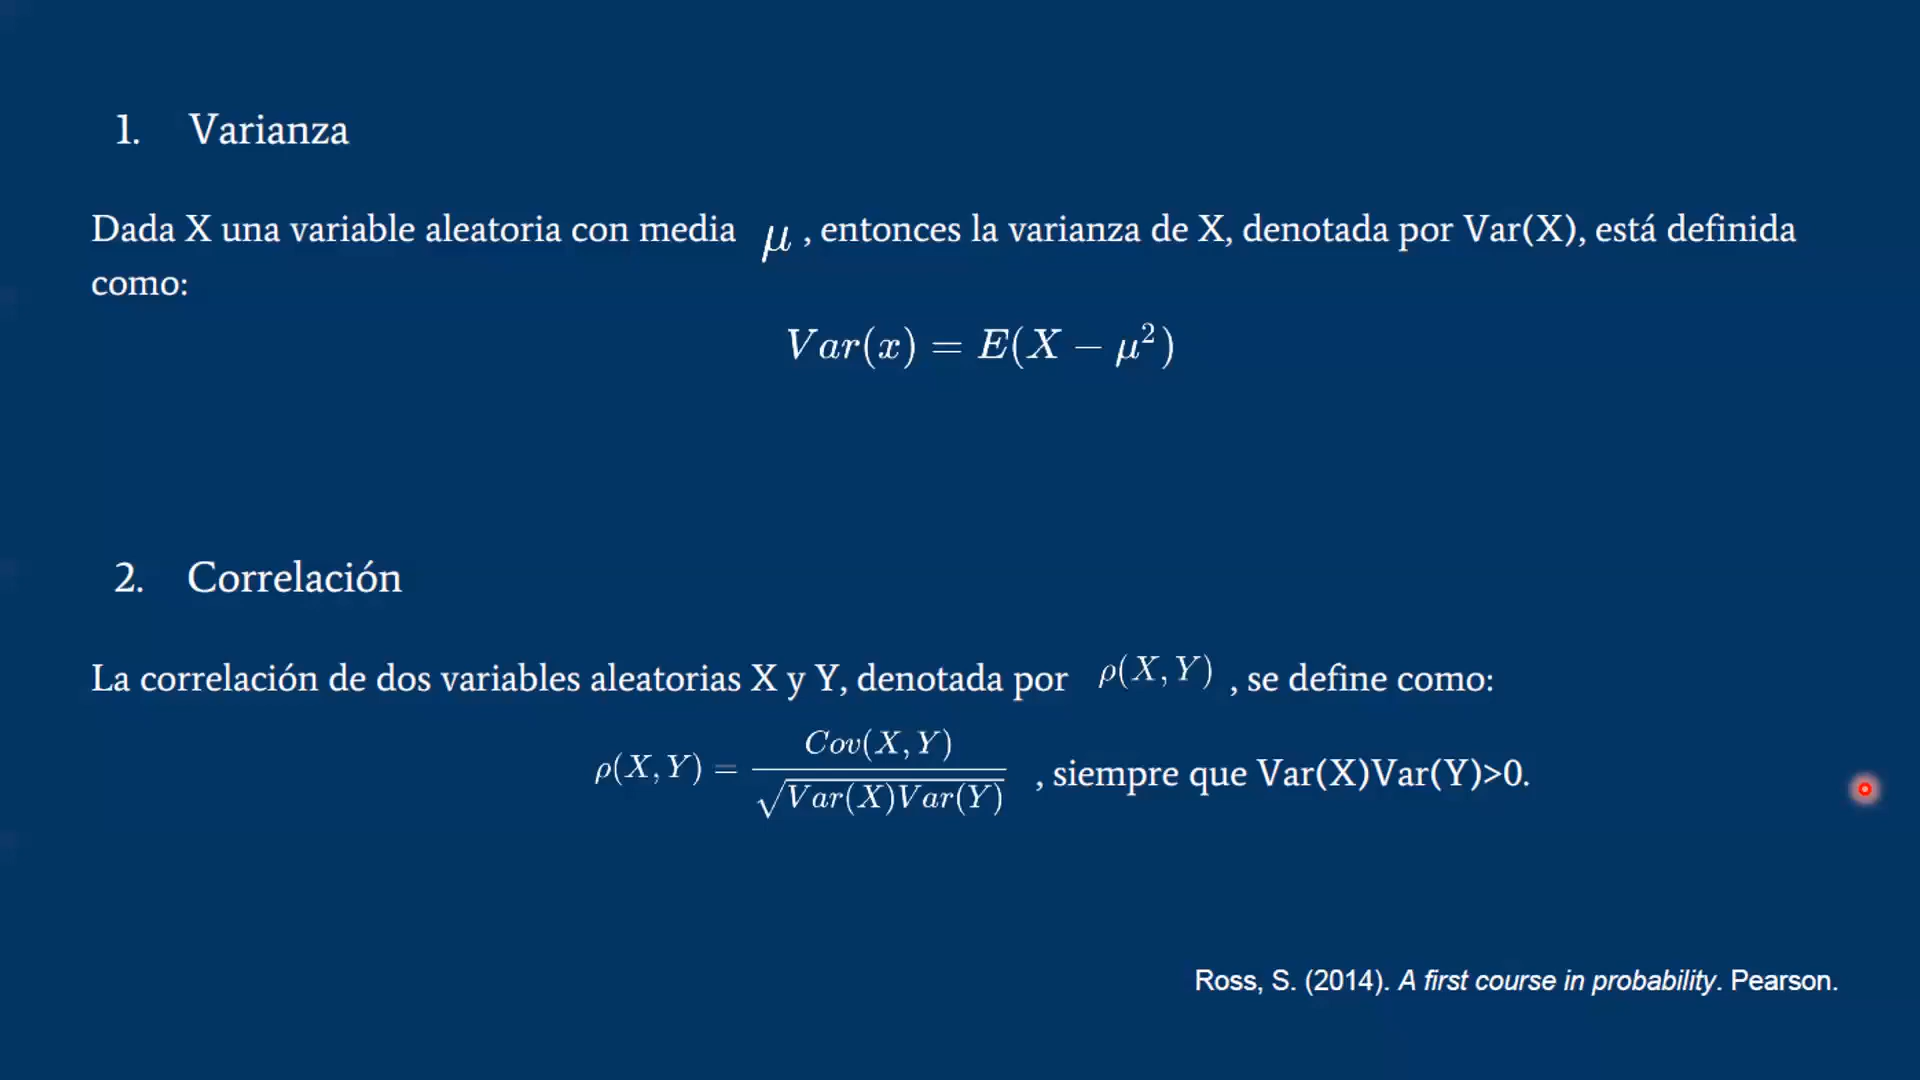 1. Varianza
Dada X una variable aleatoria con media μ, entonces la varianza de X, denotada por Var(X), está definida
como:
Var(x) = E(X − μ²)
2. Correlación
La correlación de dos variables aleatorias X y Y, denotada por ρ(X, Y), se define como:
ρ(X, Y) = Cov(X, Y) / √Var(X)Var(Y) , siempre que Var(X)Var(Y)>0.
Ross, S. (2014). A first course in probability. Pearson.